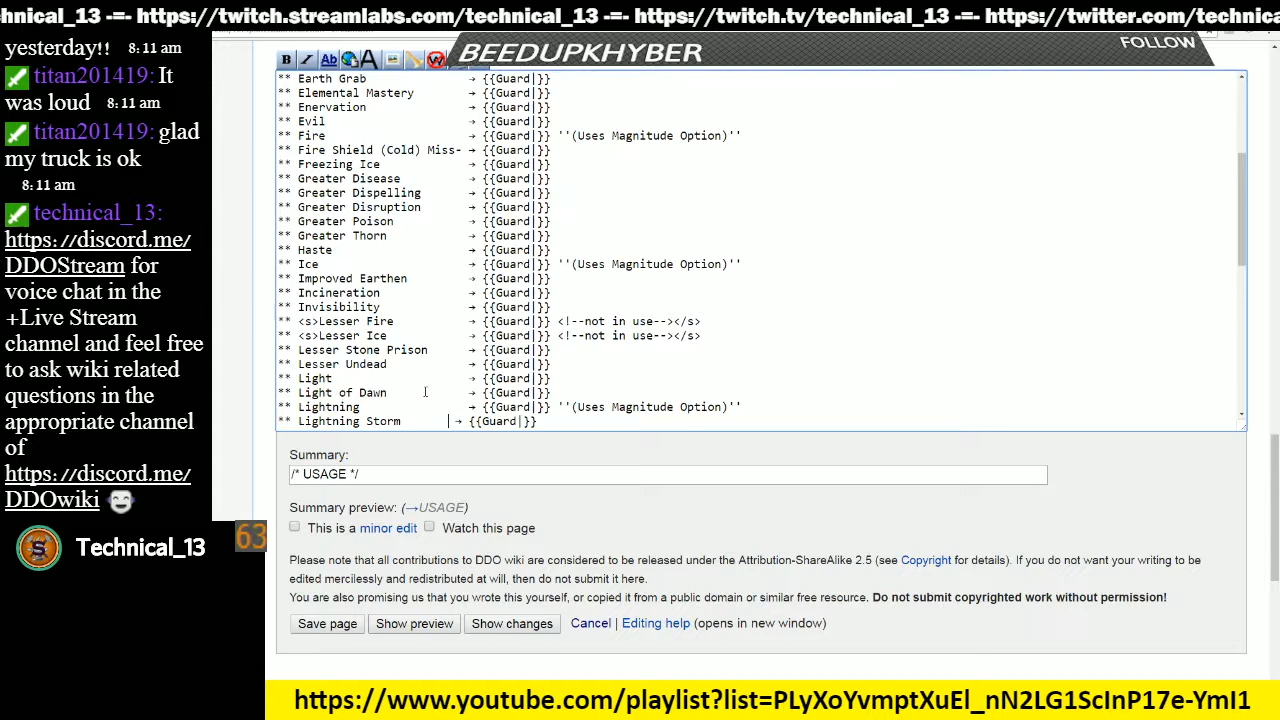 hnical_13 -=- https://twitch.streamlabs.com/technical_13 -=- https://twitch.tv/technical_13 -=- https://twitter.com/technica
yesterday!! 8:11 am
titan201419: It
was loud 8:11 am
titan201419: glad
my truck is ok
8:11 am
technical_13:
https://discord.me/
DDOStream for
voice chat in the
+Live Stream
channel and feel free
to ask wiki related
questions in the
appropriate channel
of
https://discord.me/
DDOwiki
Technical_13
63
BEEDUPKHYBER
FOLLOW
B I Ab A W
** Earth Grab → {{Guard|}}
** Elemental Mastery → {{Guard|}}
** Enervation → {{Guard|}}
** Evil → {{Guard|}}
** Fire → {{Guard|}} ''(Uses Magnitude Option)''
** Fire Shield (Cold) Miss- → {{Guard|}}
** Freezing Ice → {{Guard|}}
** Greater Disease → {{Guard|}}
** Greater Dispelling → {{Guard|}}
** Greater Disruption → {{Guard|}}
** Greater Poison → {{Guard|}}
** Greater Thorn → {{Guard|}}
** Haste → {{Guard|}}
** Ice → {{Guard|}} ''(Uses Magnitude Option)''
** Improved Earthen → {{Guard|}}
** Incineration → {{Guard|}}
** Invisibility → {{Guard|}}
** <s>Lesser Fire → {{Guard|}} <!--not in use--></s>
** <s>Lesser Ice → {{Guard|}} <!--not in use--></s>
** Lesser Stone Prison → {{Guard|}}
** Lesser Undead → {{Guard|}}
** Light → {{Guard|}}
** Light of Dawn → {{Guard|}}
** Lightning → {{Guard|}} ''(Uses Magnitude Option)''
** Lightning Storm → {{Guard|}}
Summary:
/* USAGE */
Summary preview: (→USAGE)
This is a minor edit Watch this page
Please note that all contributions to DDO wiki are considered to be released under the Attribution-ShareAlike 2.5 (see Copyright for details). If you do not want your writing to be
edited mercilessly and redistributed at will, then do not submit it here.
You are also promising us that you wrote this yourself, or copied it from a public domain or similar free resource. Do not submit copyrighted work without permission!
Save page Show preview Show changes Cancel | Editing help (opens in new window)
https://www.youtube.com/playlist?list=PLyXoYvmptXuEl_nN2LG1ScInP17e-YmI1